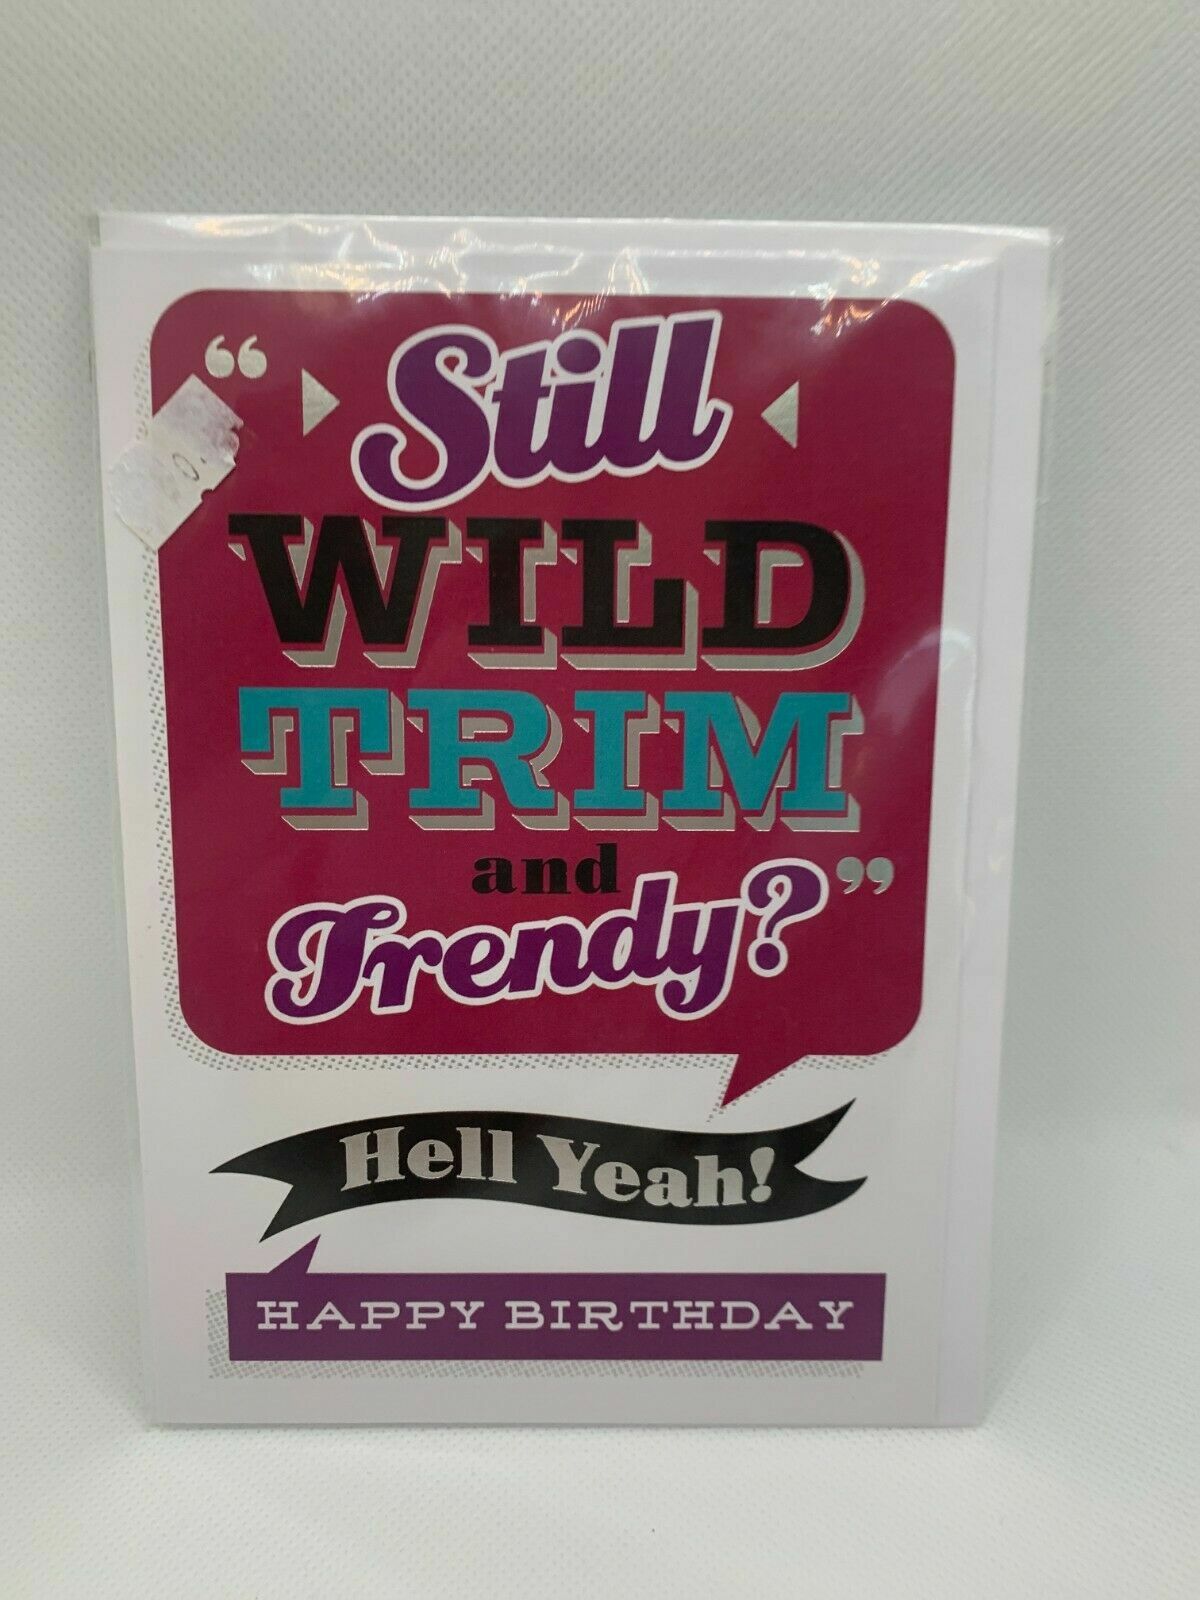 “Still
WILD
TRIM
and
Trendy?”
Hell Yeah!
HAPPY BIRTHDAY